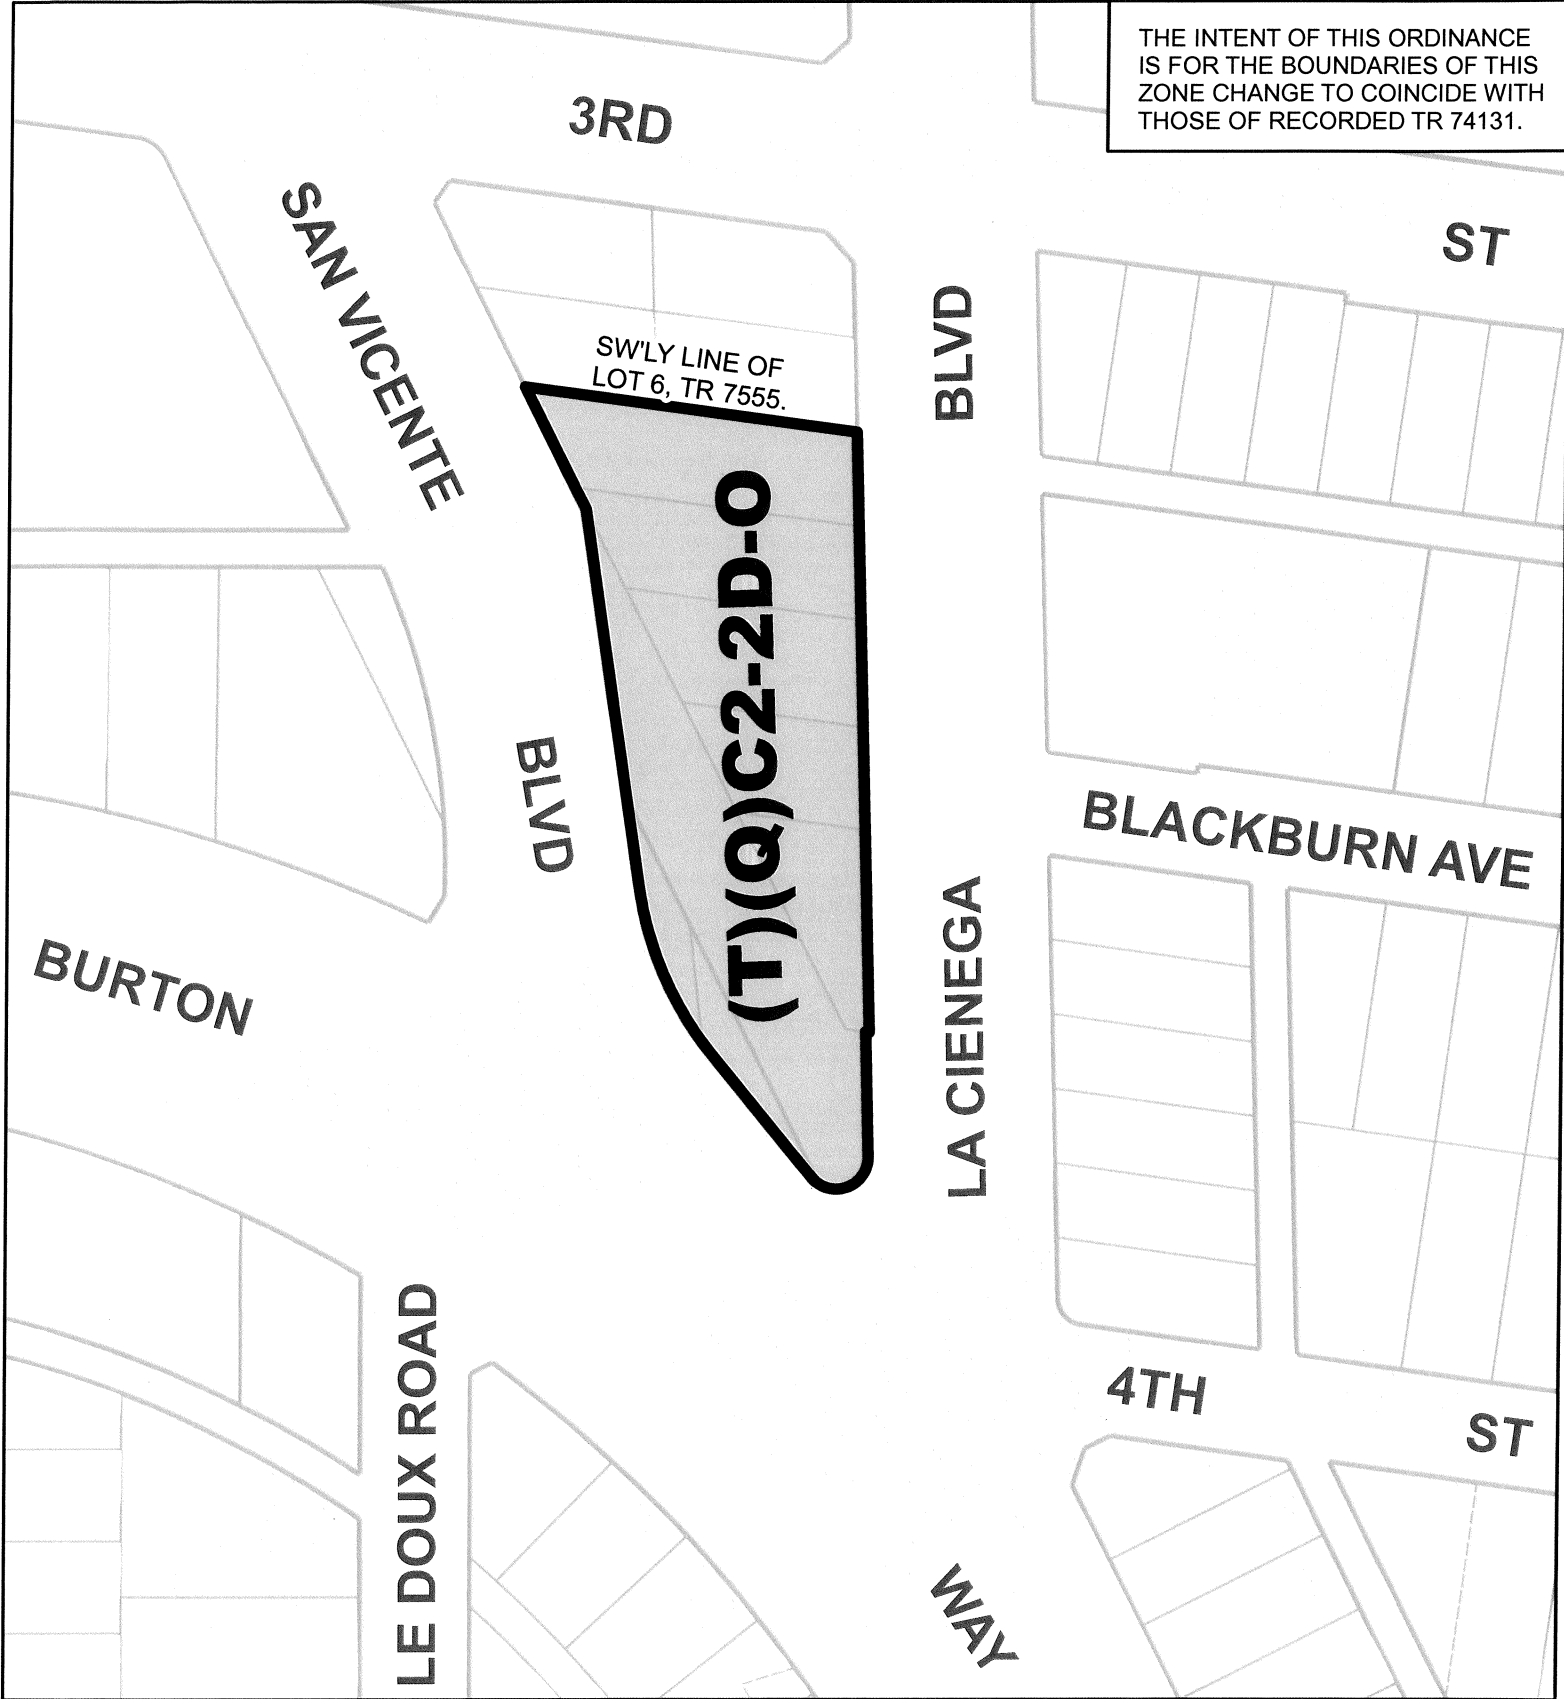 THE INTENT OF THIS ORDINANCE
IS FOR THE BOUNDARIES OF THIS
ZONE CHANGE TO COINCIDE WITH
THOSE OF RECORDED TR 74131.
3RD
ST
SAN VICENTE
BLVD
SW'LY LINE OF
LOT 6, TR 7555.
(T)(Q)C2-2D-O
BLVD
BLACKBURN AVE
LA CIENEGA
BURTON
LE DOUX ROAD
4TH
ST
WAY